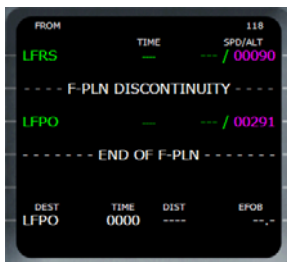 FROM 118
TIME SPD/ALT
LFRS --- --- / 00090
---- F-PLN DISCONTINUITY ----
LFPO --- --- / 00291
------- END OF F-PLN -------
DEST TIME DIST EFOB
LFPO 0000 ---- --.-